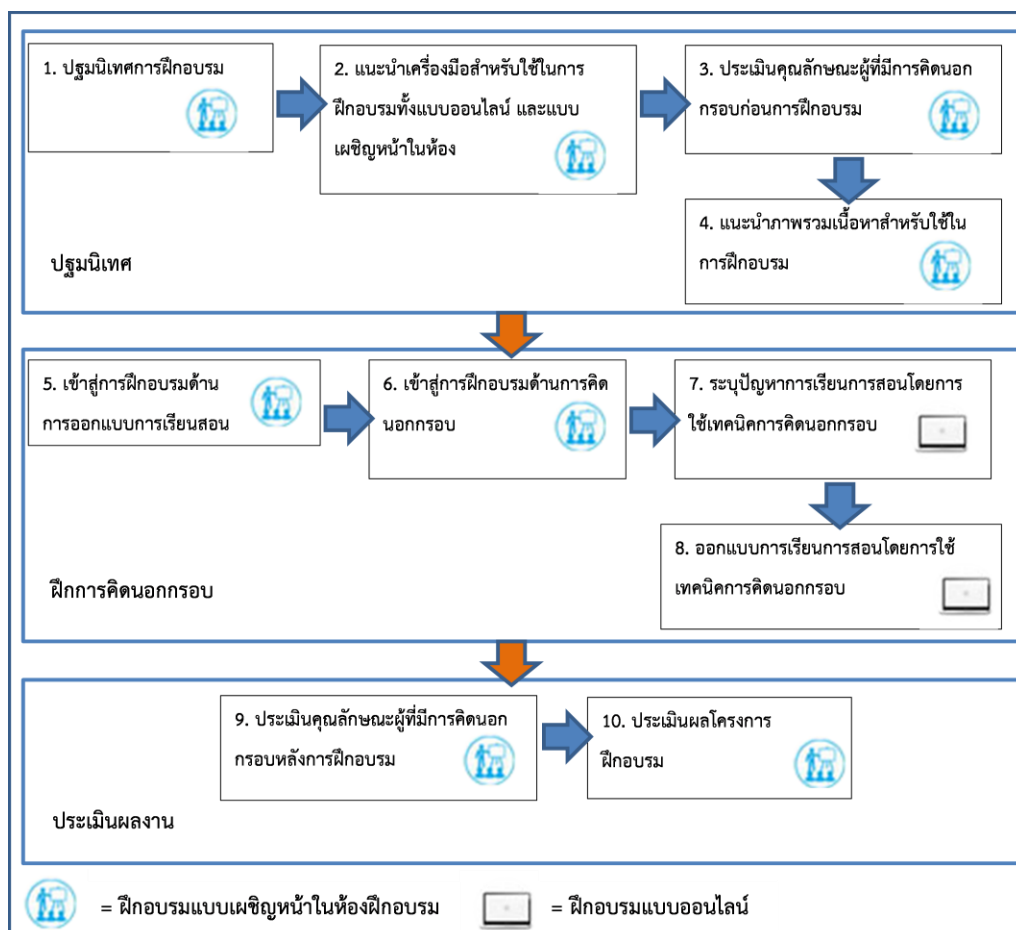 1. ปฐมนิเทศการฝึกอบรม
2. แนะนำเครื่องมือสำหรับใช้ในการ
ฝึกอบรมทั้งแบบออนไลน์ และแบบ
เผชิญหน้าในห้อง
3. ประเมินคุณลักษณะผู้ที่มีการคิดนอก
กรอบก่อนการฝึกอบรม
4. แนะนำภาพรวมเนื้อหาสำหรับใช้ใน
การฝึกอบรม
ปฐมนิเทศ
5. เข้าสู่การฝึกอบรมด้าน
การออกแบบการเรียนสอน
6. เข้าสู่การฝึกอบรมด้านการคิด
นอกกรอบ
7. ระบุปัญหาการเรียนการสอนโดยการ
ใช้เทคนิคการคิดนอกกรอบ
8. ออกแบบการเรียนการสอนโดยการใช้
เทคนิคการคิดนอกกรอบ
ฝึกการคิดนอกกรอบ
9. ประเมินคุณลักษณะผู้ที่มีการคิดนอก
กรอบหลังการฝึกอบรม
10. ประเมินผลโครงการ
ฝึกอบรม
ประเมินผลงาน
= ฝึกอบรมแบบเผชิญหน้าในห้องฝึกอบรม
= ฝึกอบรมแบบออนไลน์